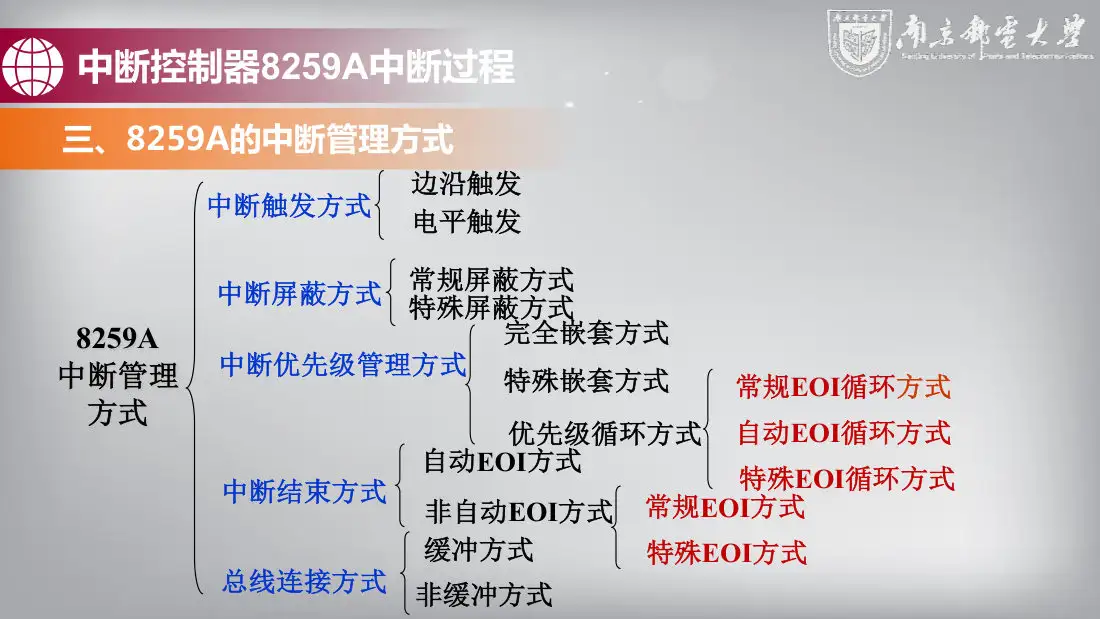 中断控制器8259A中断过程
南京邮电大学
Nanjing University of Posts and Telecommunications
三、8259A的中断管理方式
8259A
中断管理
方式
中断触发方式
边沿触发
电平触发
中断屏蔽方式
常规屏蔽方式
特殊屏蔽方式
中断优先级管理方式
完全嵌套方式
特殊嵌套方式
优先级循环方式
常规EOI循环方式
自动EOI循环方式
特殊EOI循环方式
中断结束方式
自动EOI方式
非自动EOI方式
常规EOI方式
特殊EOI方式
总线连接方式
缓冲方式
非缓冲方式